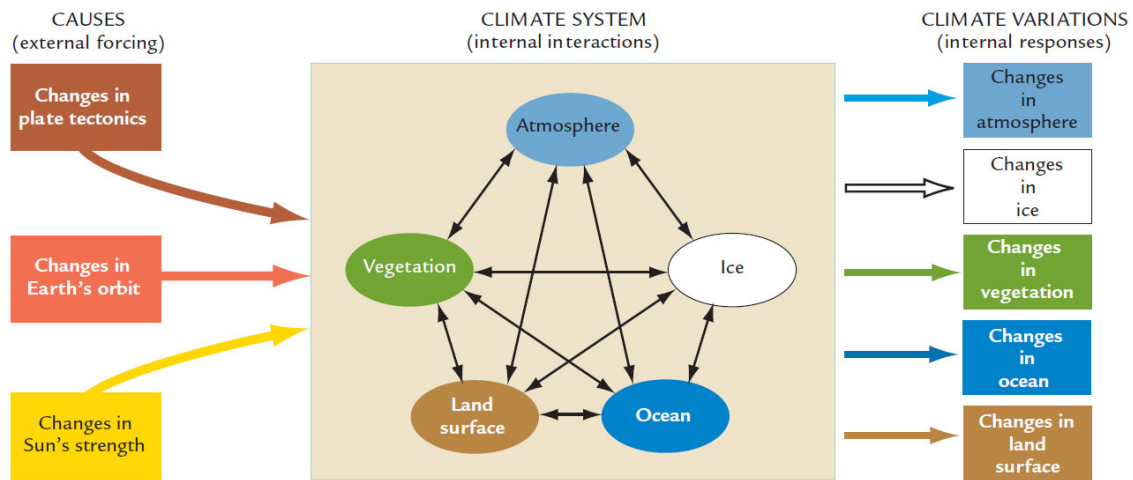 CAUSES
(external forcing)
Changes in
plate tectonics
Changes in
Earth's orbit
Changes in
Sun's strength
CLIMATE SYSTEM
(internal interactions)
Atmosphere
Vegetation
Ice
Land
surface
Ocean
CLIMATE VARIATIONS
(internal responses)
Changes
in
atmosphere
Changes
in
ice
Changes
in
vegetation
Changes
in
ocean
Changes in
land
surface